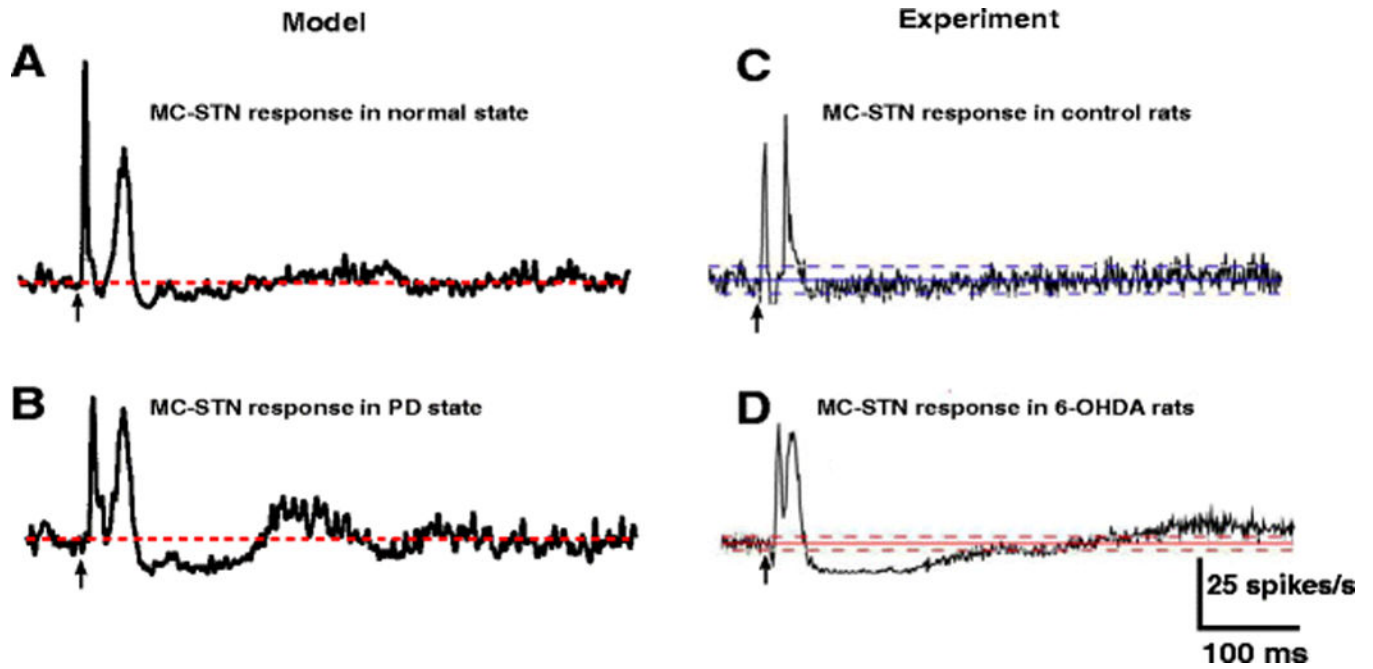 Model
Experiment
A
MC-STN response in normal state
C
MC-STN response in control rats
B
MC-STN response in PD state
D
MC-STN response in 6-OHDA rats
25 spikes/s
100 ms